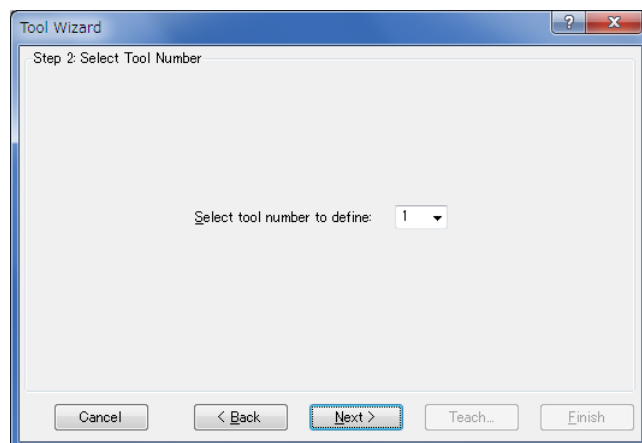 Tool Wizard
Step 2: Select Tool Number
Select tool number to define: 1
Cancel < Back Next > Teach... Finish